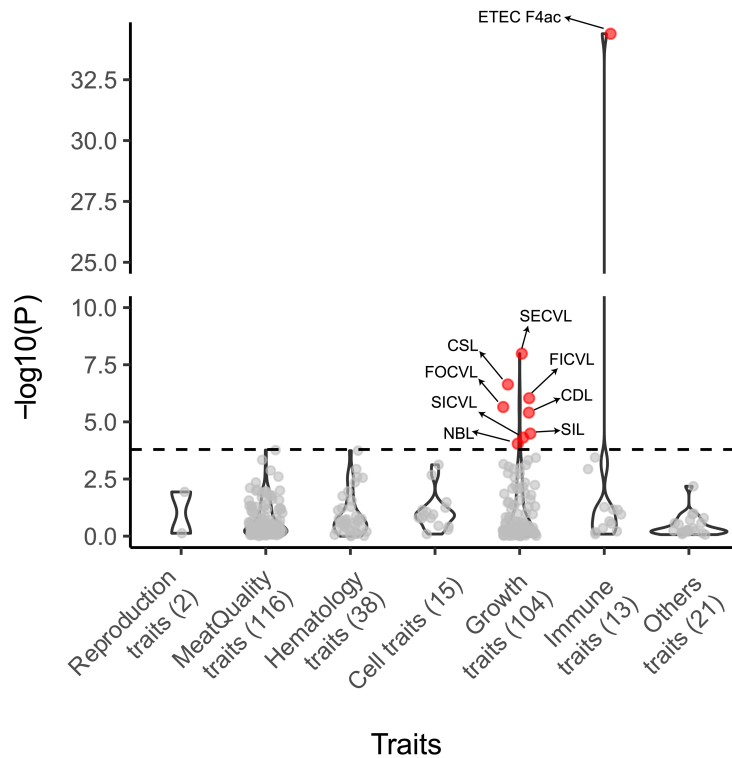 ETEC F4ac
32.5
30.0
27.5
25.0
10.0
SECVL
CSL
7.5
FICVL
FOCVL
5.0
SICVL
CDL
NBL
SIL
2.5
0.0
−log10(P)
Reproduction
traits (2)
MeatQuality
traits (116)
Hematology
traits (38)
Cell traits (15)
Growth
traits (104)
Immune
traits (13)
Others
traits (21)
Traits